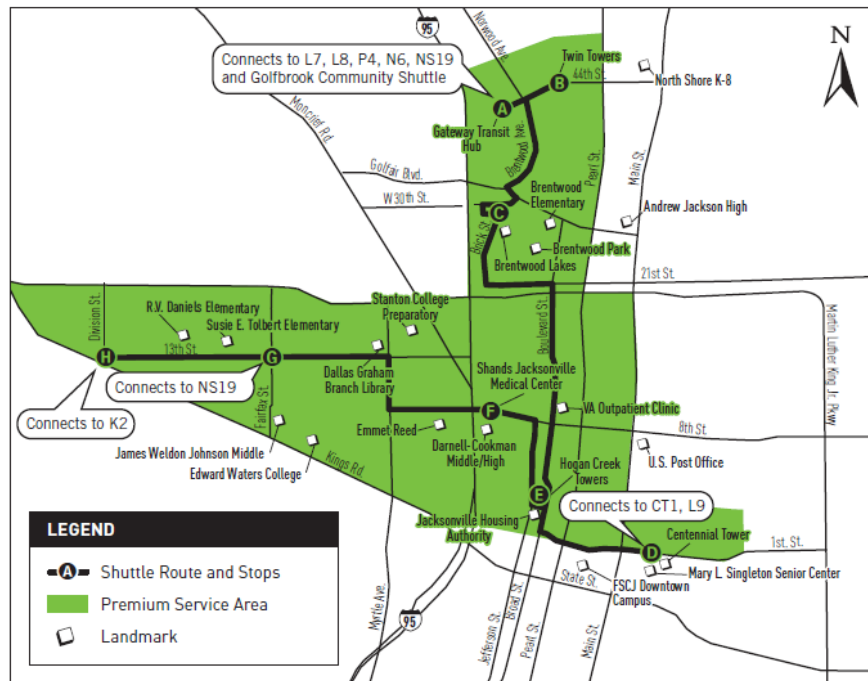 95
Norwood Ave.
N
Connects to L7, L8, P4, N6, NS19
and Golfbrook Community Shuttle
Twin Towers
B
44th St.
North Shore K-8
Moncrief Rd.
A
Gateway Transit
Hub
Brentwood Ave.
Pearl St.
Main St.
Golfair Blvd.
W30th St.
Brentwood
Elementary
C
Andrew Jackson High
Brick St.
Brentwood Lakes
Brentwood Park
21st St.
Division St.
R.V. Daniels Elementary
Susie E. Tolbert Elementary
Stanton College
Preparatory
Boulevard St.
Martin Luther King Jr. Pkwy
13th St.
H
G
Dallas Graham
Branch Library
Shands Jacksonville
Medical Center
Connects to NS19
Connects to K2
Fairfax St.
F
VA Outpatient Clinic
Emmet Reed
Darnell-Cookman
Middle/High
8th St.
James Weldon Johnson Middle
Edward Waters College
Kings Rd.
U.S. Post Office
Hogan Creek
Towers
E
Connects to CT1, L9
Jacksonville Housing
Authority
Centennial Tower
D
1st. St.
Mary L. Singleton Senior Center
State St.
FSCJ Downtown
Campus
LEGEND
A Shuttle Route and Stops
Premium Service Area
Landmark
Myrtle Ave.
95
Jefferson St.
Broad St.
Pearl St.
Main St.